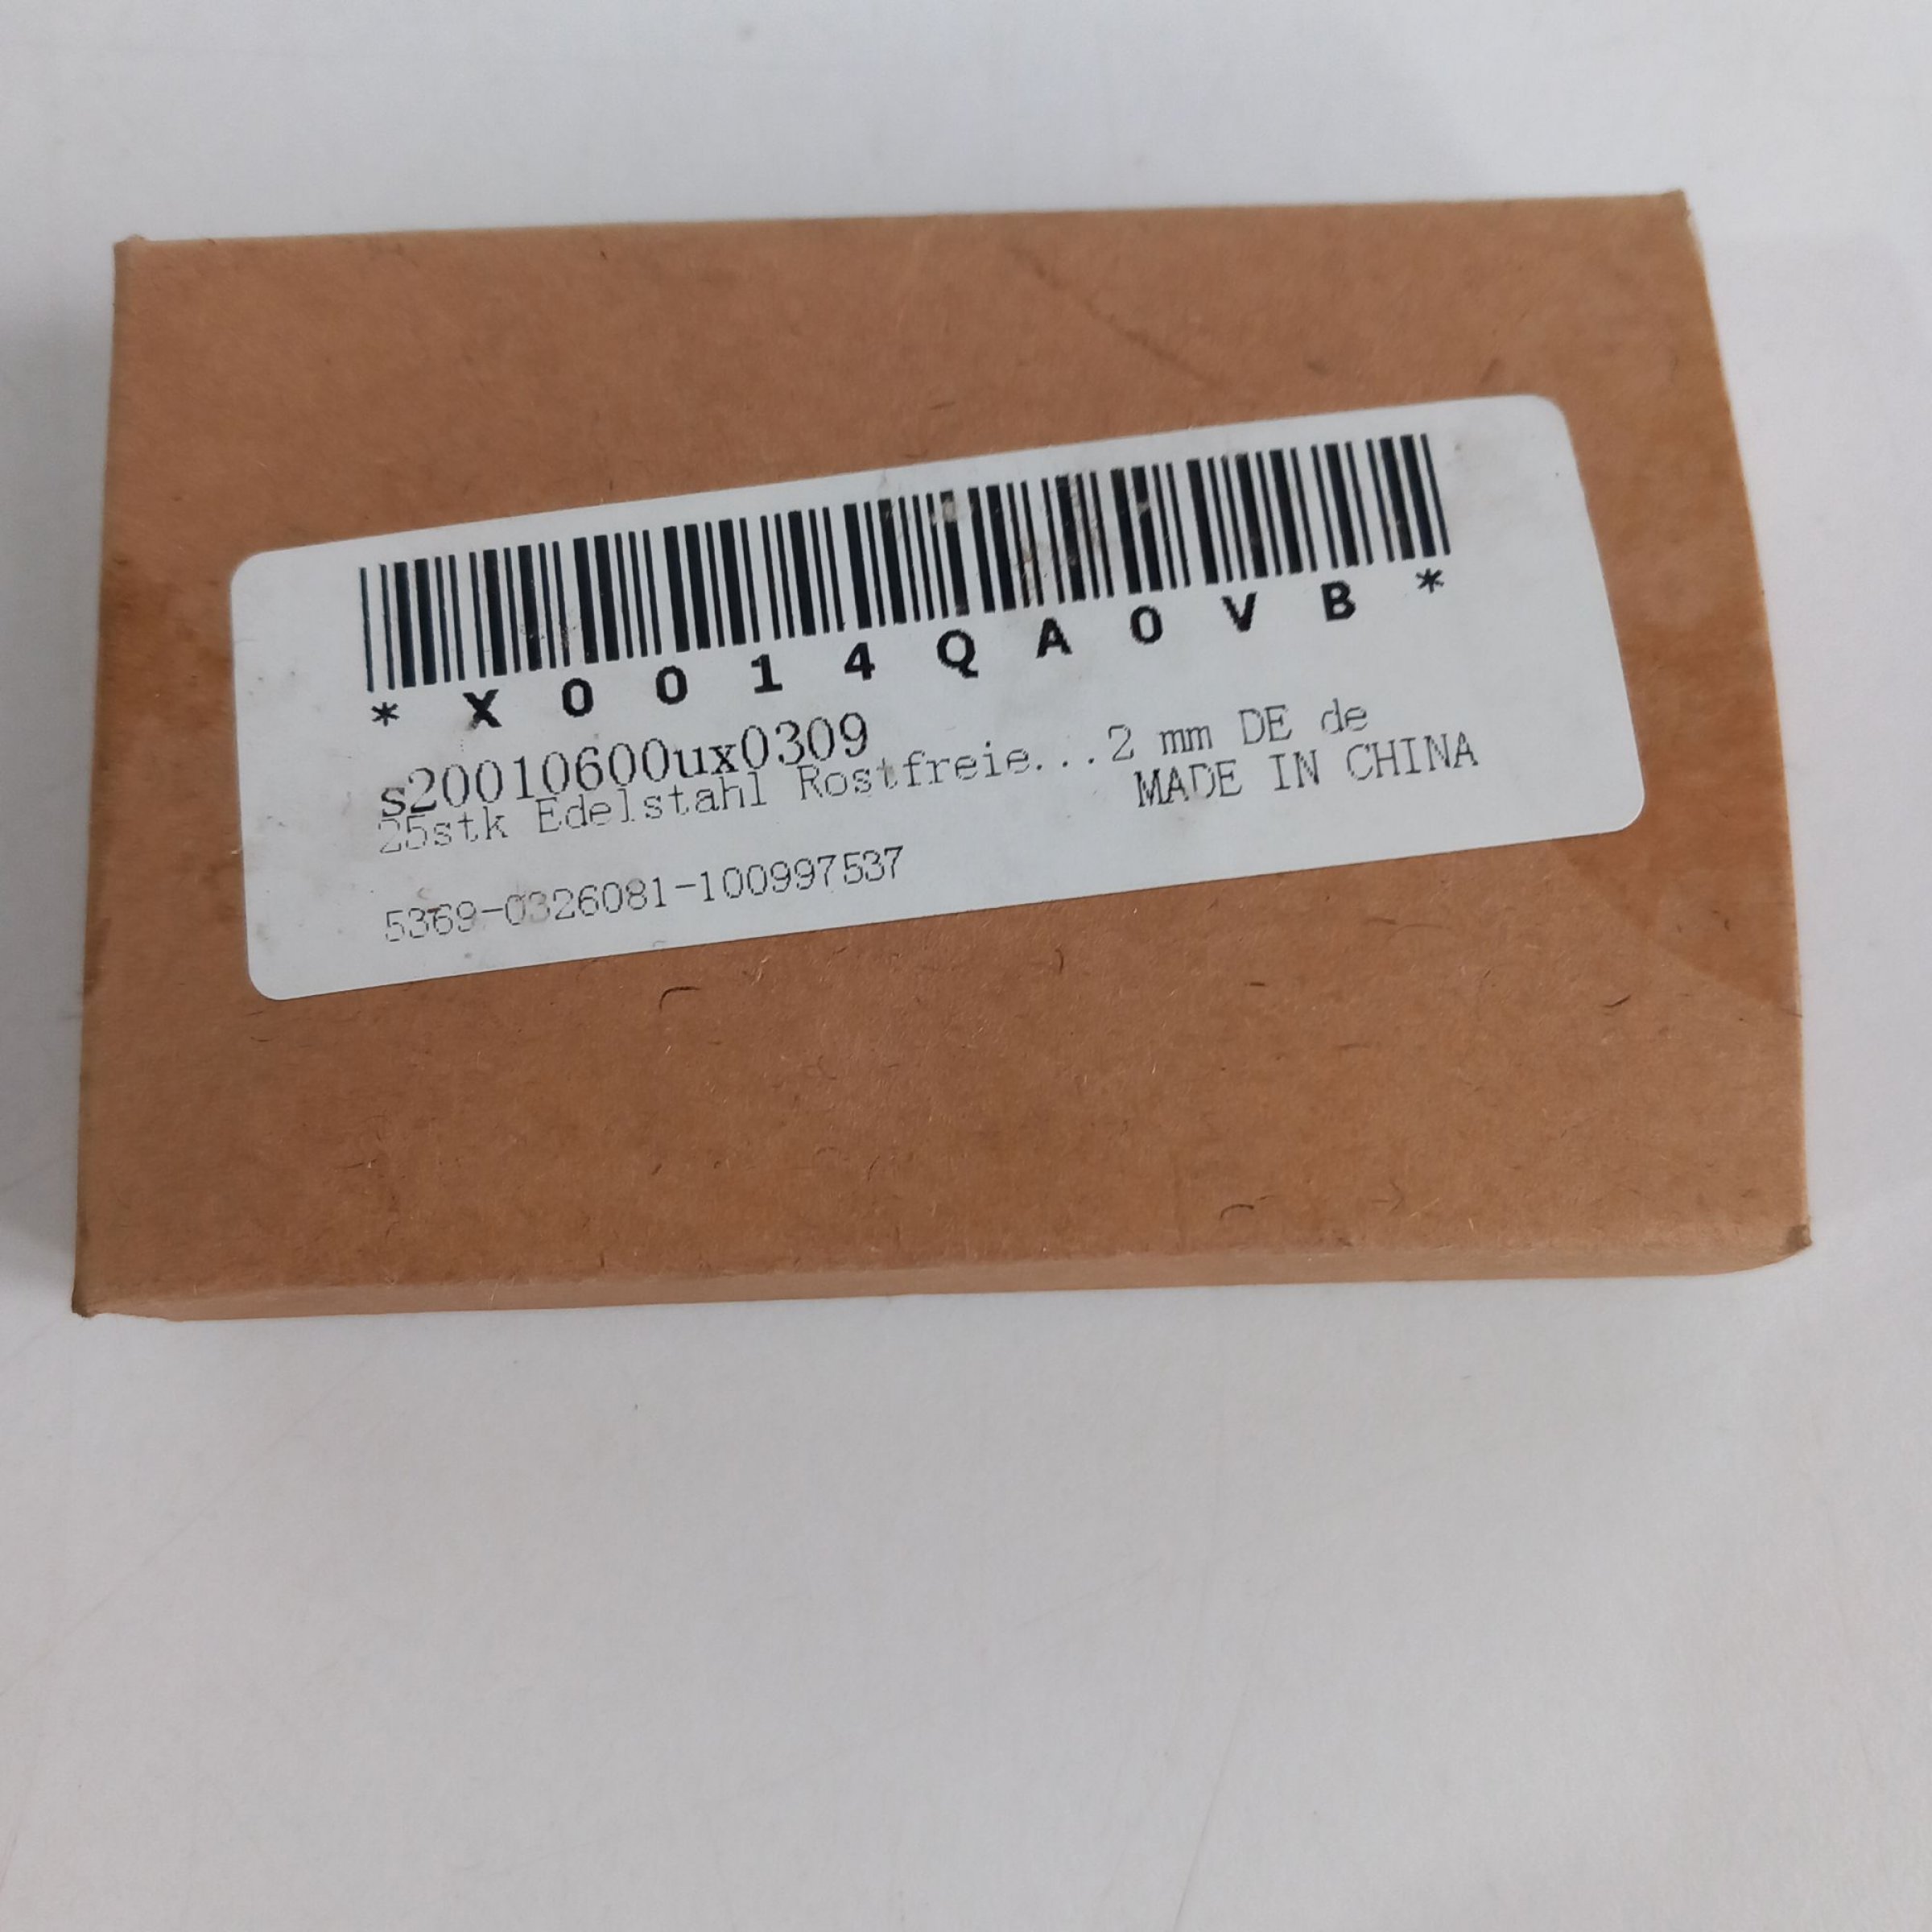 *X0014QA0VB*
s20010600ux0309
25stk Edelstahl Rostfreie...2 mm DE de
MADE IN CHINA
5369-0326081-100997537